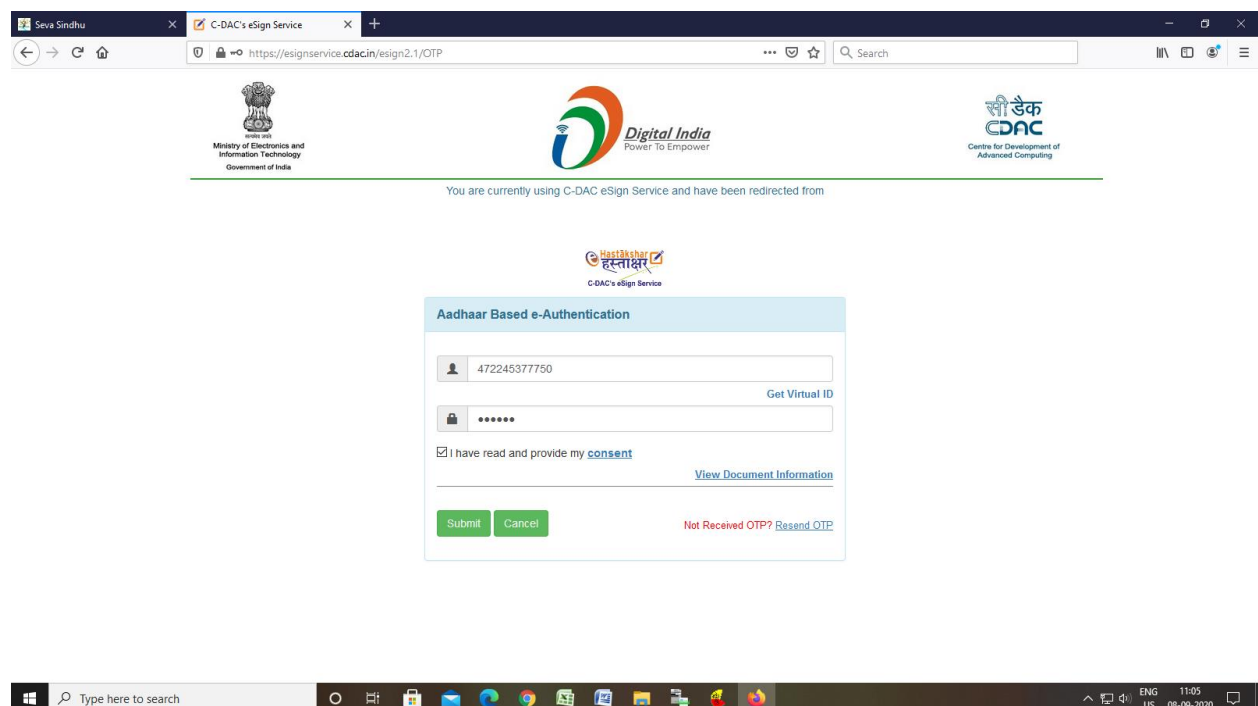 Seva Sindhu
C-DAC's eSign Service
https://esignservice.cdac.in/esign2.1/OTP
Search
सत्यमेव जयते
Ministry of Electronics and
Information Technology
Government of India
Digital India
Power To Empower
सी डैक
CDAC
Centre for Development of
Advanced Computing
You are currently using C-DAC eSign Service and have been redirected from
e Hastākshar
हस्ताक्षर
C-DAC's eSign Service
Aadhaar Based e-Authentication
472245377750
Get Virtual ID
I have read and provide my consent
View Document Information
Submit Cancel Not Received OTP? Resend OTP
Type here to search
ENG 11:05
US 08-09-2020